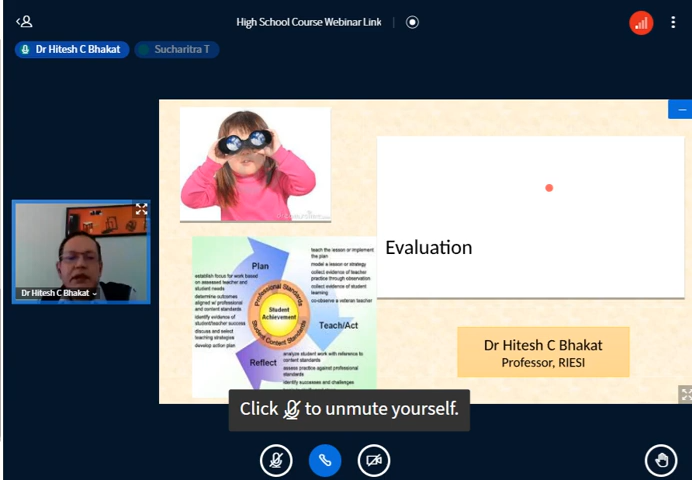 High School Course Webinar Link
Dr Hitesh C Bhakat
Sucharitra T
Evaluation
Dr Hitesh C Bhakat
Professor, RIESI
Dr Hitesh C Bhakat
Plan
establish focus for work based
on assessed teacher and
student needs
determine outcomes
aligned w/ professional
and content standards
identify evidence of
student/teacher success
discuss and select
teaching strategies
develop action plan
teach the lesson or implement
the plan
model a lesson or strategy
collect evidence of teacher
practice through observation
collect evidence of student
learning
co-observe a veteran teacher
Professional Standards
Student
Achievement
Student Content Standards
Teach/Act
Reflect
analyze student work with reference to
content standards
assess practice against professional
standards
identify successes and challenges
Click to unmute yourself.